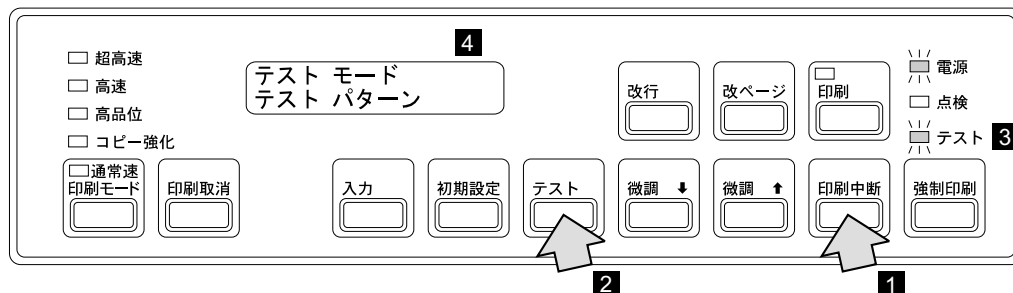 4
超高速
高速
高品位
コピー強化
テスト モード
テスト パターン
改行
改ページ
印刷
電源
点検
テスト 3
通常速
印刷モード
印刷取消
入力
初期設定
テスト
微調 ⬇
微調 ⬆
印刷中断
強制印刷
2
1